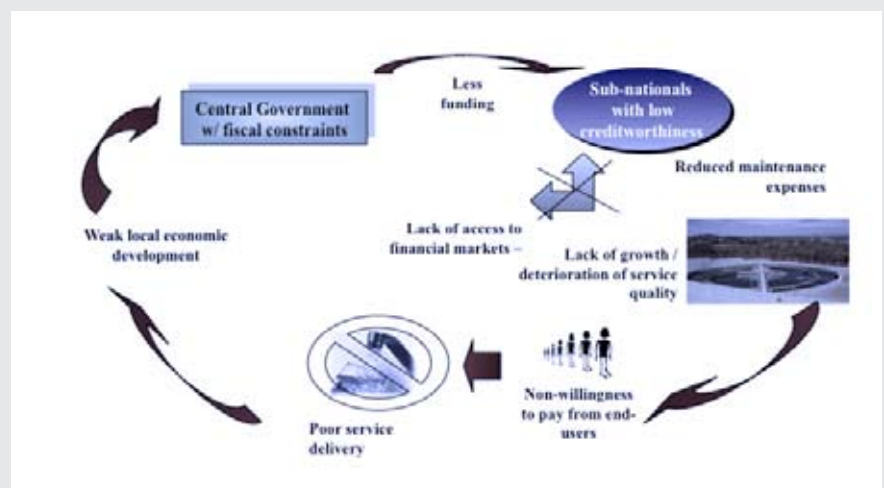 Central Government
w/ fiscal constraints
Less
funding
Sub-nationals
with low
creditworthiness
Reduced maintenance
expenses
Lack of access to
financial markets –
Lack of growth /
deterioration of service
quality
Non-willingness
to pay from end-
users
Poor service
delivery
Weak local economic
development